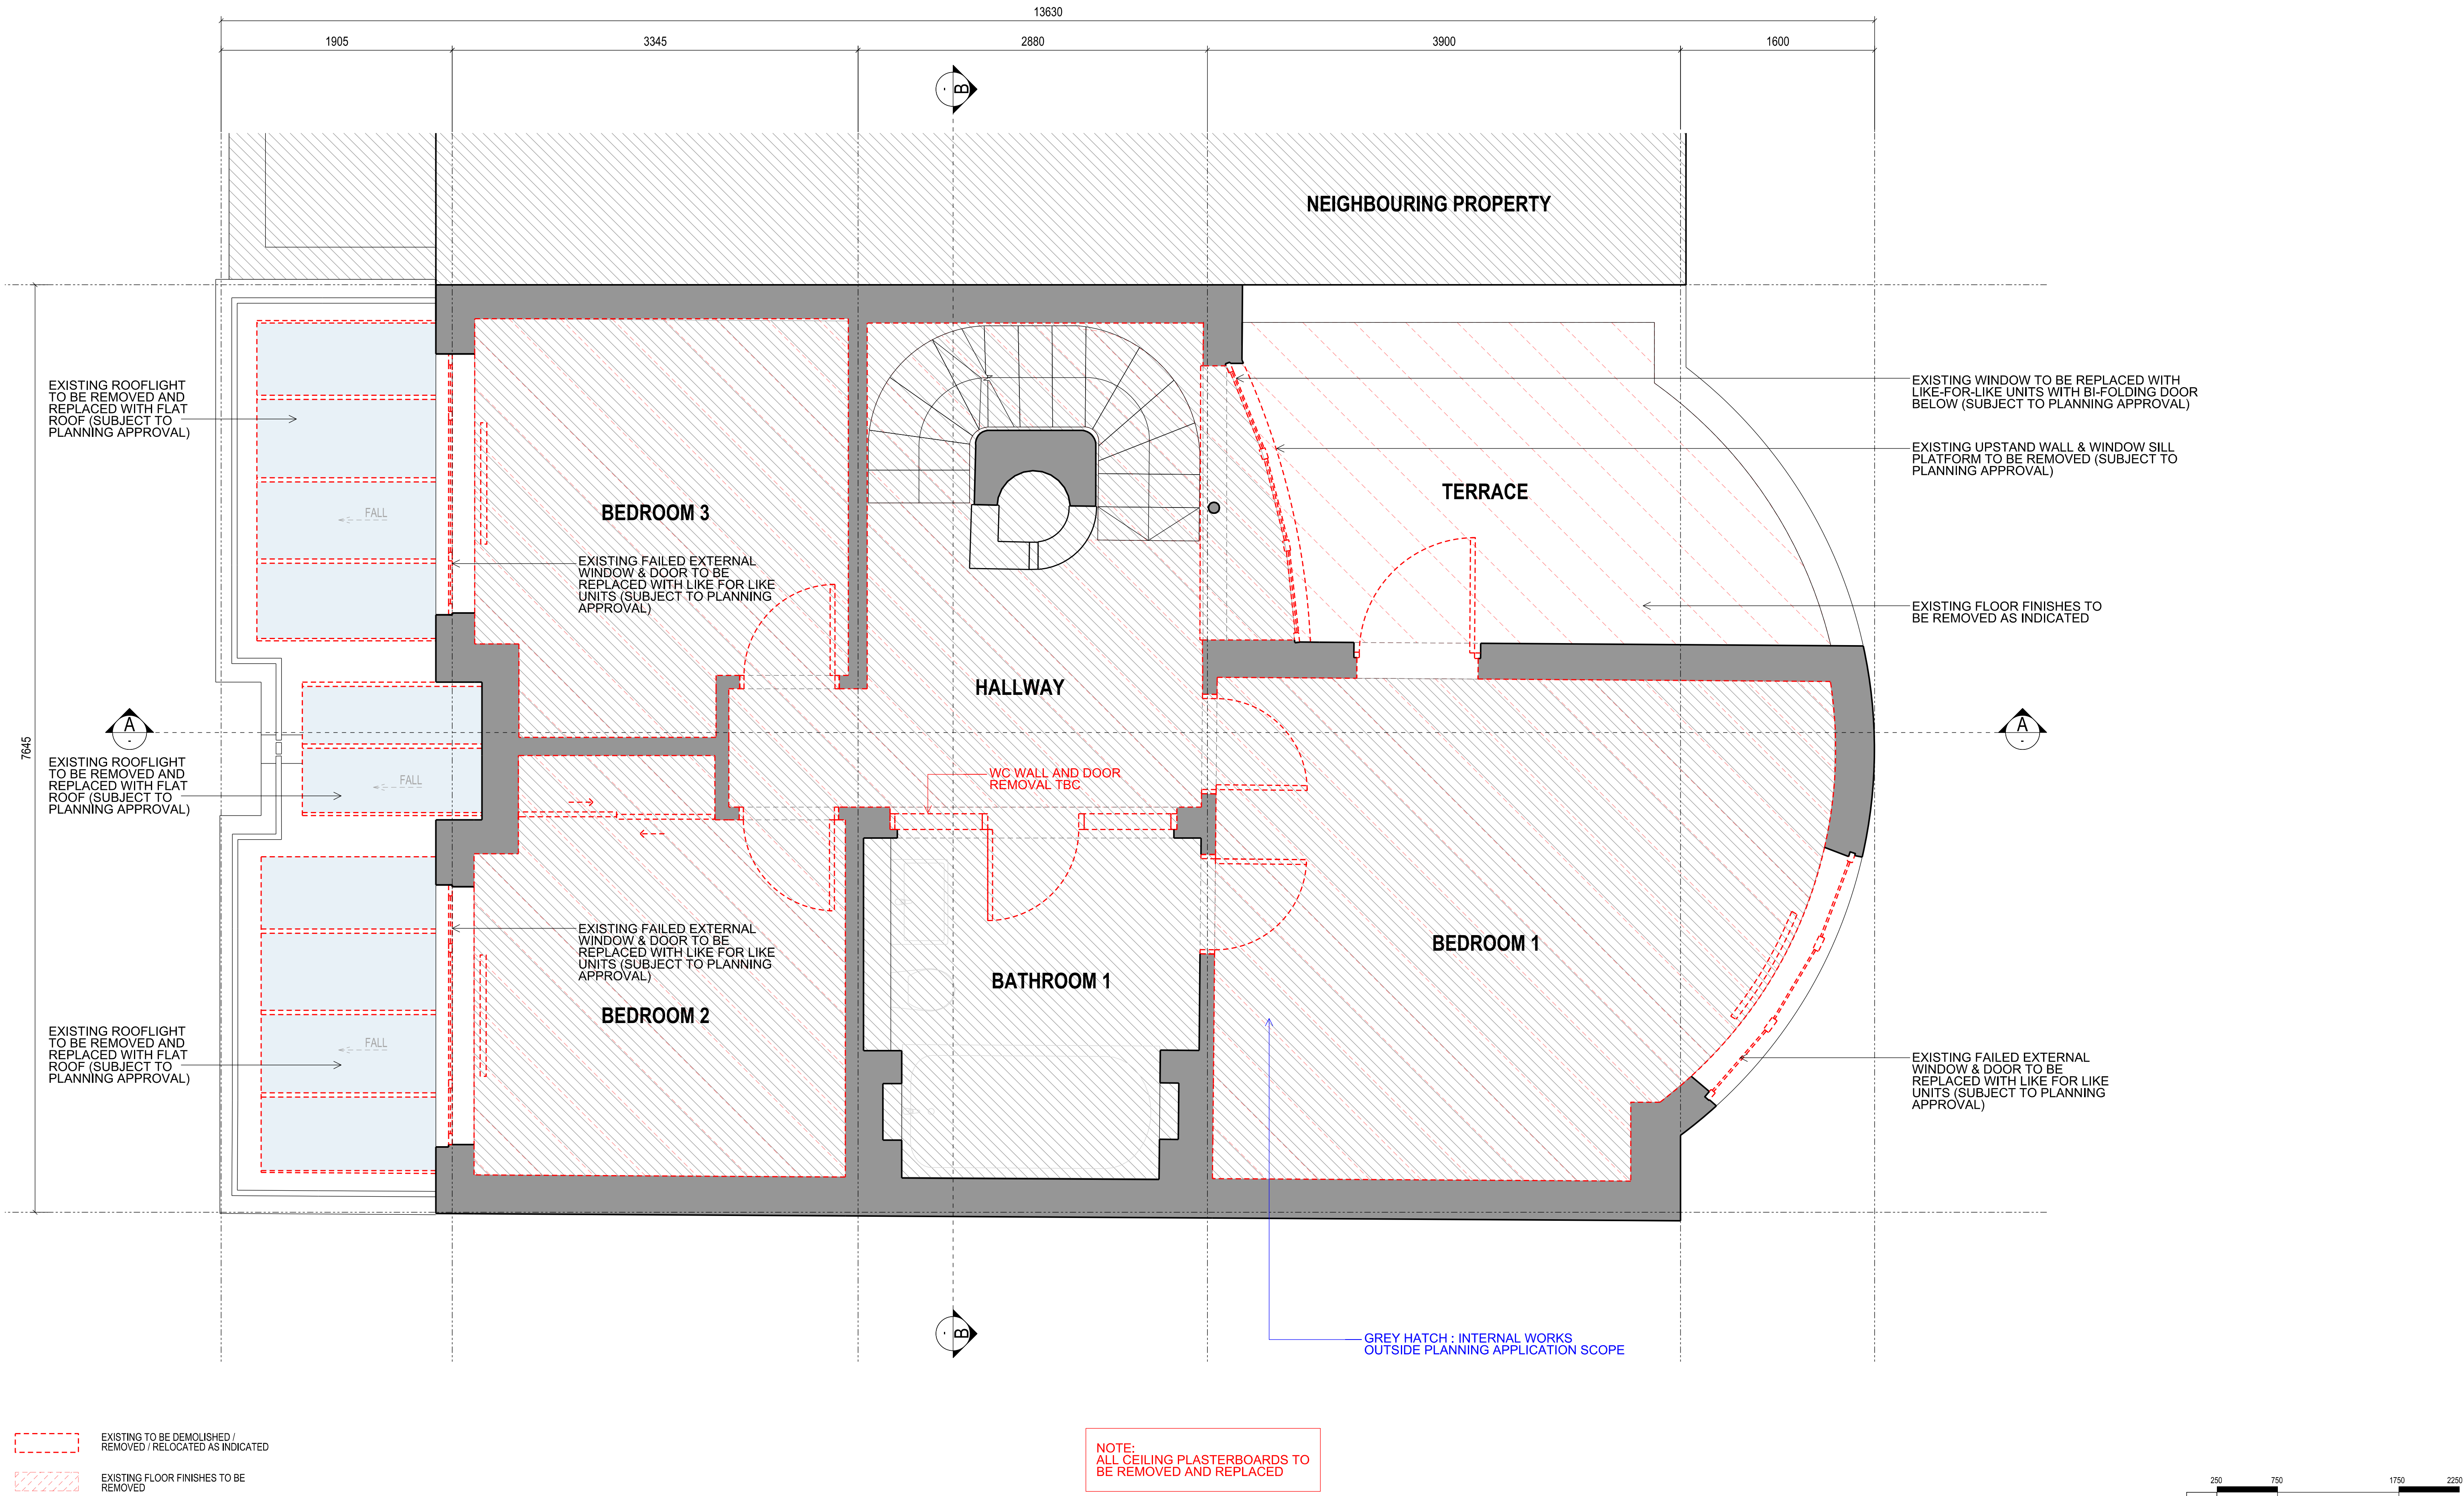 13630
1905
3345
2880
3900
1600
B
-
NEIGHBOURING PROPERTY
EXISTING ROOFLIGHT
TO BE REMOVED AND
REPLACED WITH FLAT
ROOF (SUBJECT TO
PLANNING APPROVAL)
EXISTING WINDOW TO BE REPLACED WITH
LIKE-FOR-LIKE UNITS WITH BI-FOLDING DOOR
BELOW (SUBJECT TO PLANNING APPROVAL)
EXISTING UPSTAND WALL & WINDOW SILL
PLATFORM TO BE REMOVED (SUBJECT TO
PLANNING APPROVAL)
TERRACE
BEDROOM 3
FALL
EXISTING FAILED EXTERNAL
WINDOW & DOOR TO BE
REPLACED WITH LIKE FOR LIKE
UNITS (SUBJECT TO PLANNING
APPROVAL)
EXISTING FLOOR FINISHES TO
BE REMOVED AS INDICATED
HALLWAY
A
-
A
-
7645
EXISTING ROOFLIGHT
TO BE REMOVED AND
REPLACED WITH FLAT
ROOF (SUBJECT TO
PLANNING APPROVAL)
FALL
WC WALL AND DOOR
REMOVAL TBC
EXISTING FAILED EXTERNAL
WINDOW & DOOR TO BE
REPLACED WITH LIKE FOR LIKE
UNITS (SUBJECT TO PLANNING
APPROVAL)
BEDROOM 1
BATHROOM 1
BEDROOM 2
EXISTING ROOFLIGHT
TO BE REMOVED AND
REPLACED WITH FLAT
ROOF (SUBJECT TO
PLANNING APPROVAL)
FALL
EXISTING FAILED EXTERNAL
WINDOW & DOOR TO BE
REPLACED WITH LIKE FOR LIKE
UNITS (SUBJECT TO PLANNING
APPROVAL)
B
-
GREY HATCH : INTERNAL WORKS
OUTSIDE PLANNING APPLICATION SCOPE
EXISTING TO BE DEMOLISHED /
REMOVED / RELOCATED AS INDICATED
EXISTING FLOOR FINISHES TO BE
REMOVED
NOTE:
ALL CEILING PLASTERBOARDS TO
BE REMOVED AND REPLACED
250
750
1750
2250